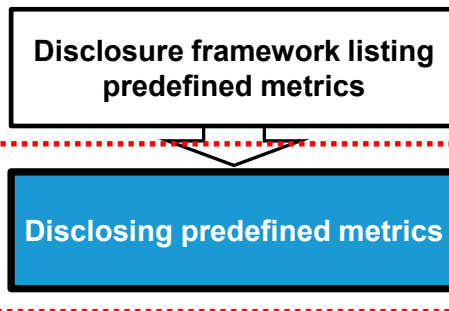 Disclosure framework listing
predefined metrics
Disclosing predefined metrics